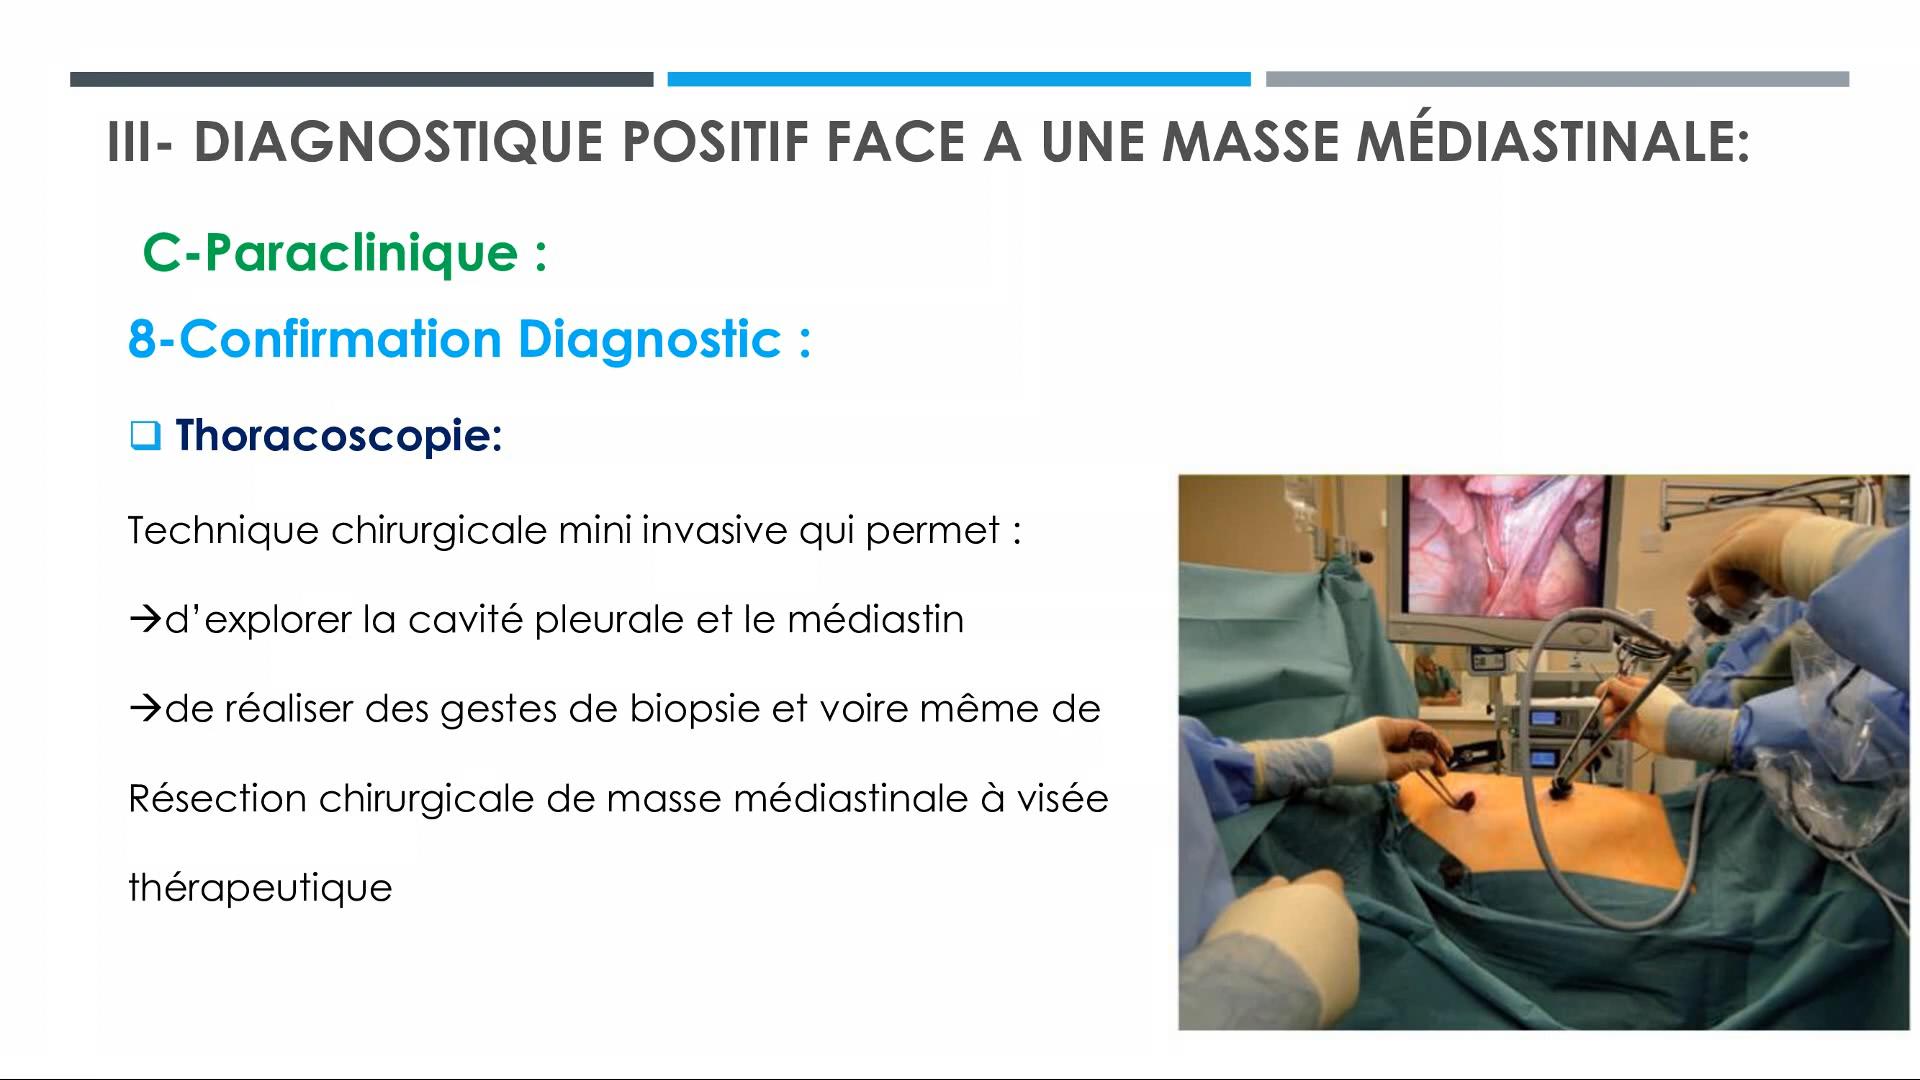 III- DIAGNOSTIQUE POSITIF FACE A UNE MASSE MÉDIASTINALE:
C-Paraclinique :
8-Confirmation Diagnostic :
❑ Thoracoscopie:
Technique chirurgicale mini invasive qui permet :
→d’explorer la cavité pleurale et le médiastin
→de réaliser des gestes de biopsie et voire même de
Résection chirurgicale de masse médiastinale à visée
thérapeutique